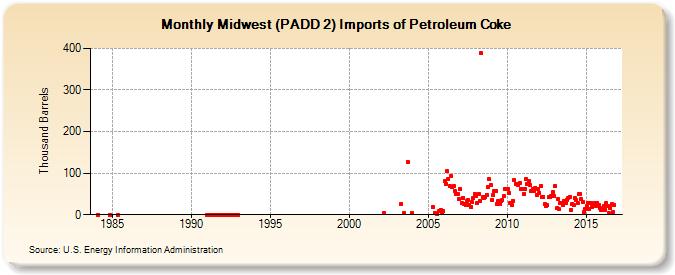 Monthly Midwest (PADD 2) Imports of Petroleum Coke
Thousand Barrels
400
300
200
100
0
1985 1990 1995 2000 2005 2010 2015
Source: U.S. Energy Information Administration